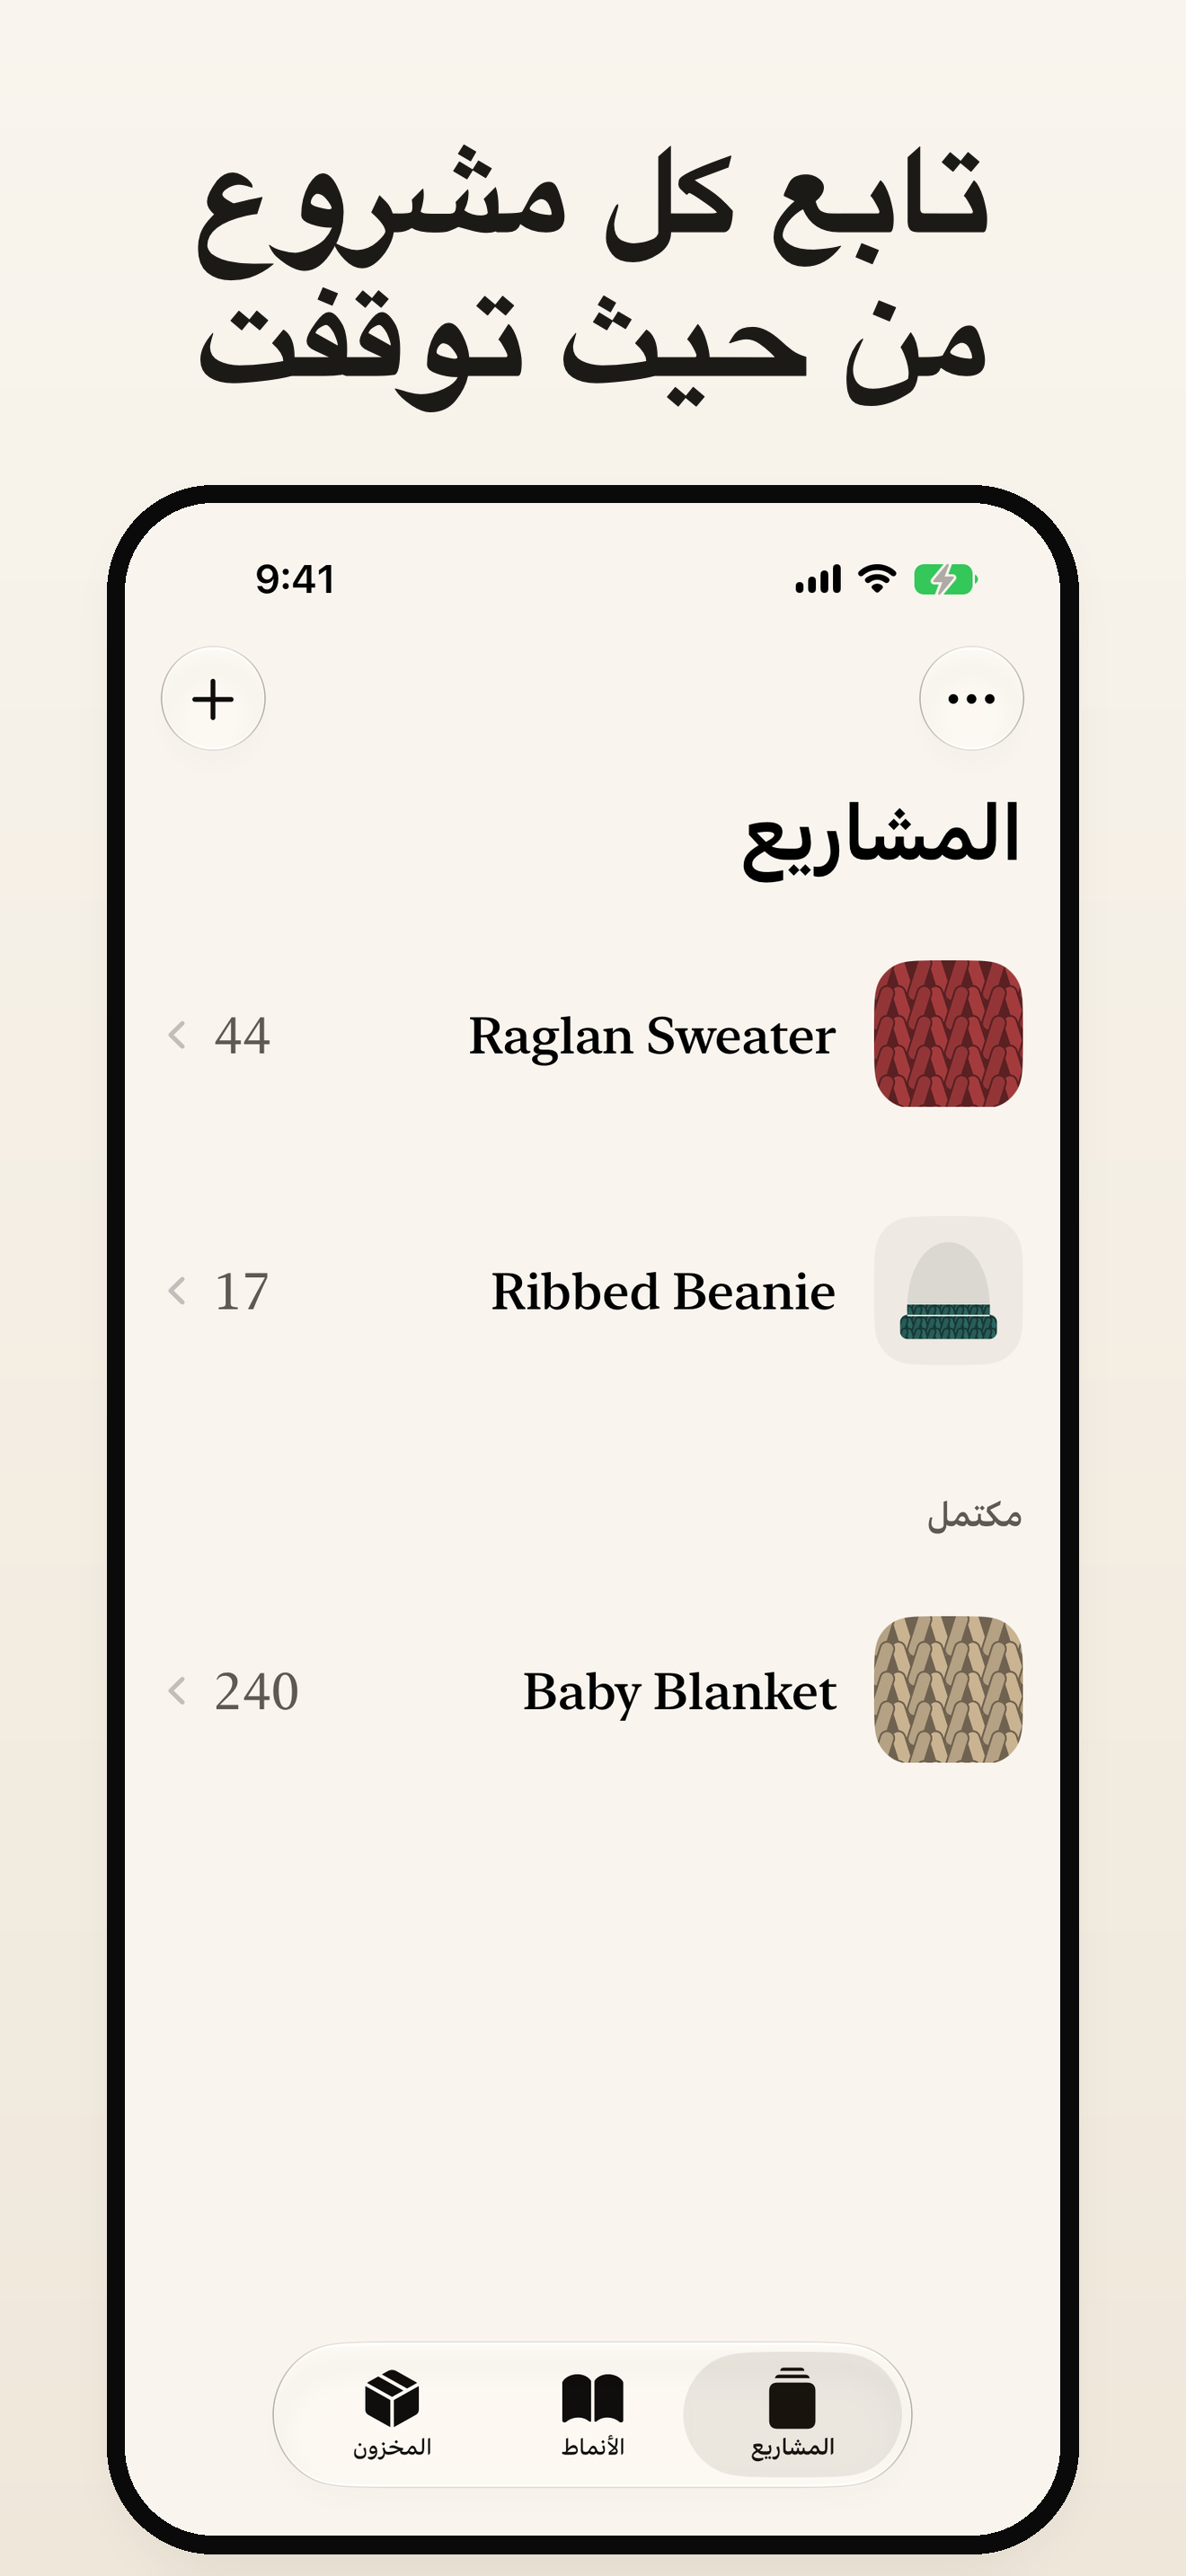 تابع كل مشروع
من حيث توقفت
9:41
المشاريع
Raglan Sweater 44
Ribbed Beanie 17
مكتمل
Baby Blanket 240
المشاريع الأنماط المخزون